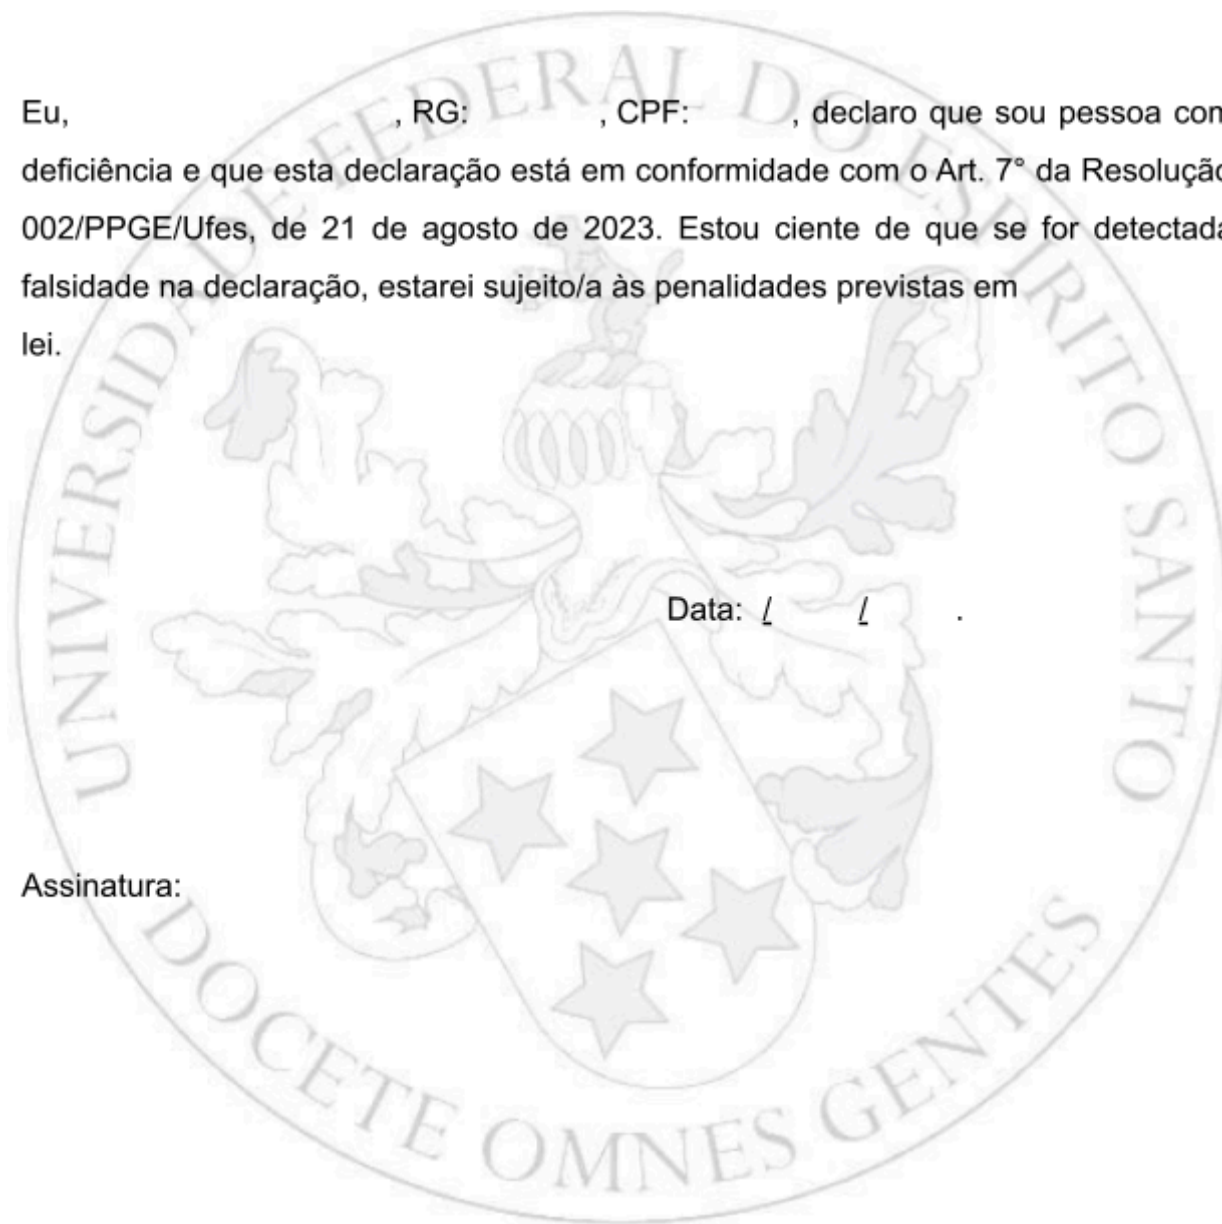 Eu, , RG: , CPF: , declaro que sou pessoa com
deficiência e que esta declaração está em conformidade com o Art. 7° da Resolução
002/PPGE/Ufes, de 21 de agosto de 2023. Estou ciente de que se for detectada
falsidade na declaração, estarei sujeito/a às penalidades previstas em
lei.
Data: / / .
Assinatura:
UNIVERSIDADE FEDERAL DO ESPIRITO SANTO
DOCETE OMNES GENTES